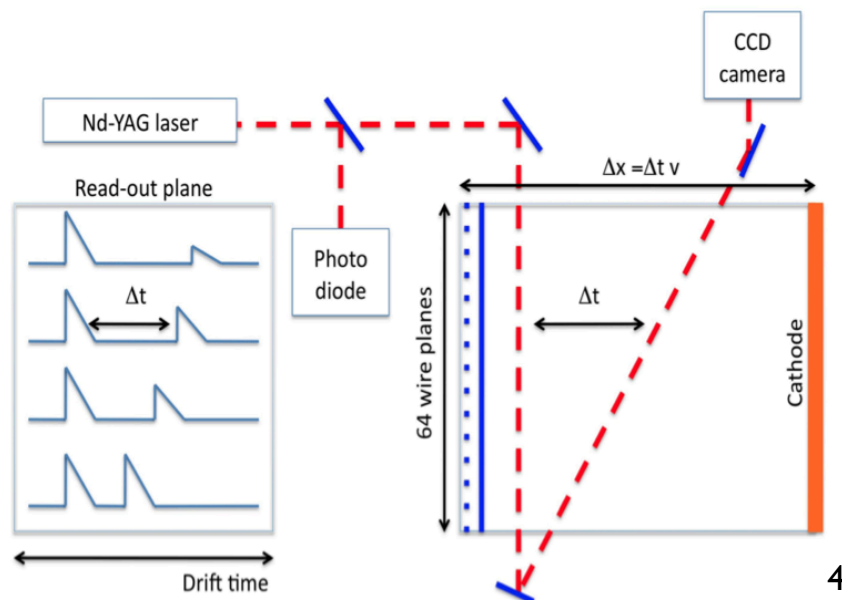 CCD
camera
Nd-YAG laser
Δx =Δt v
Read-out plane
Photo
diode
Δt
Δt
64 wire planes
Cathode
Drift time
4